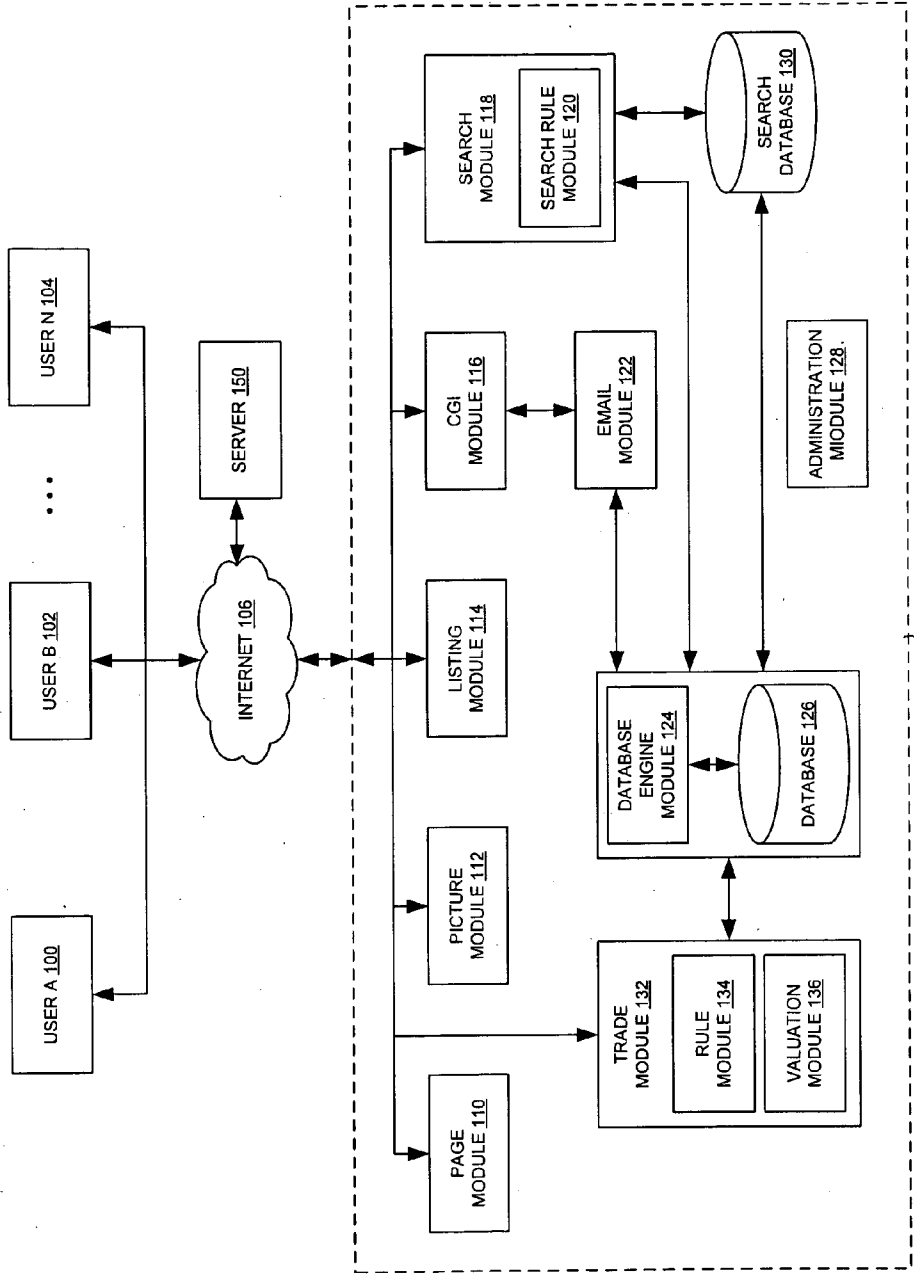 USER A 100
USER B 102
• • •
USER N 104
INTERNET 106
SERVER 150
PAGE
MODULE 110
PICTURE
MODULE 112
LISTING
MODULE 114
CGI
MODULE 116
SEARCH
MODULE 118
SEARCH RULE
MODULE 120
EMAIL
MODULE 122
TRADE
MODULE 132
RULE
MODULE 134
VALUATION
MODULE 136
DATABASE
ENGINE
MODULE 124
DATABASE 126
ADMINISTRATION
MIODULE 128
SEARCH
DATABASE 130